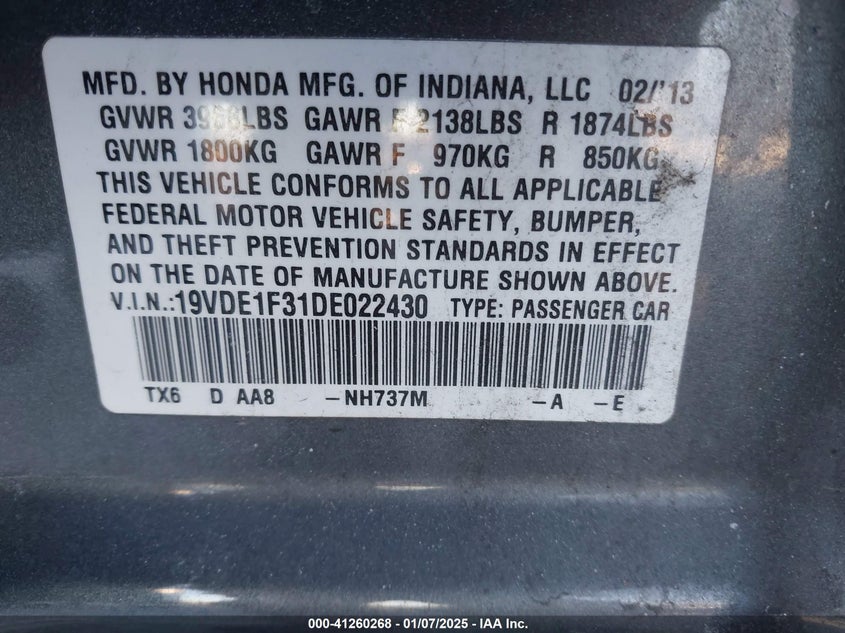 MFD. BY HONDA MFG. OF INDIANA, LLC 02/'13
GVWR LBS GAWR F 2138LBS R 1874LBS
GVWR 1800KG GAWR F 970KG R 850KG
THIS VEHICLE CONFORMS TO ALL APPLICABLE
FEDERAL MOTOR VEHICLE SAFETY, BUMPER,
AND THEFT PREVENTION STANDARDS IN EFFECT
ON THE DATE OF MANUFACTURE SHOWN ABOVE.
V.I.N.:19VDE1F31DE022430 TYPE: PASSENGER CAR
TX6 D AA8 –NH737M –A –E
000-41260268 - 01/07/2025 - IAA Inc.